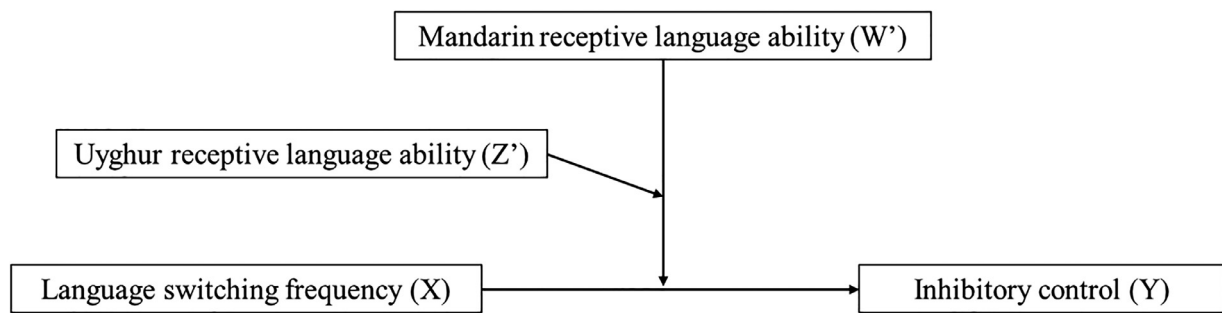 Mandarin receptive language ability (W’)
Uyghur receptive language ability (Z’)
Language switching frequency (X)
Inhibitory control (Y)